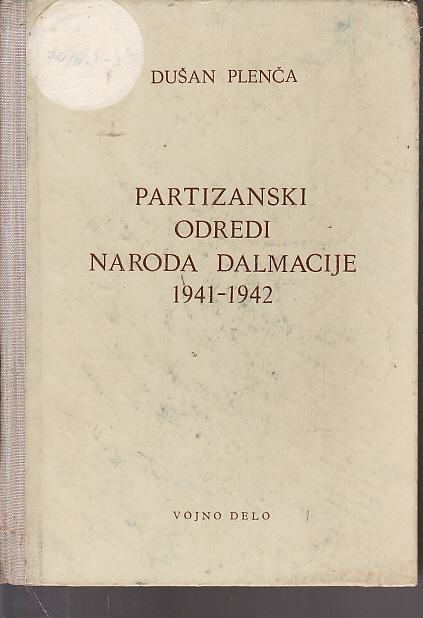 DUŠAN PLENČA
PARTIZANSKI
ODREDI
NARODA DALMACIJE
1941-1942
VOJNO DELO